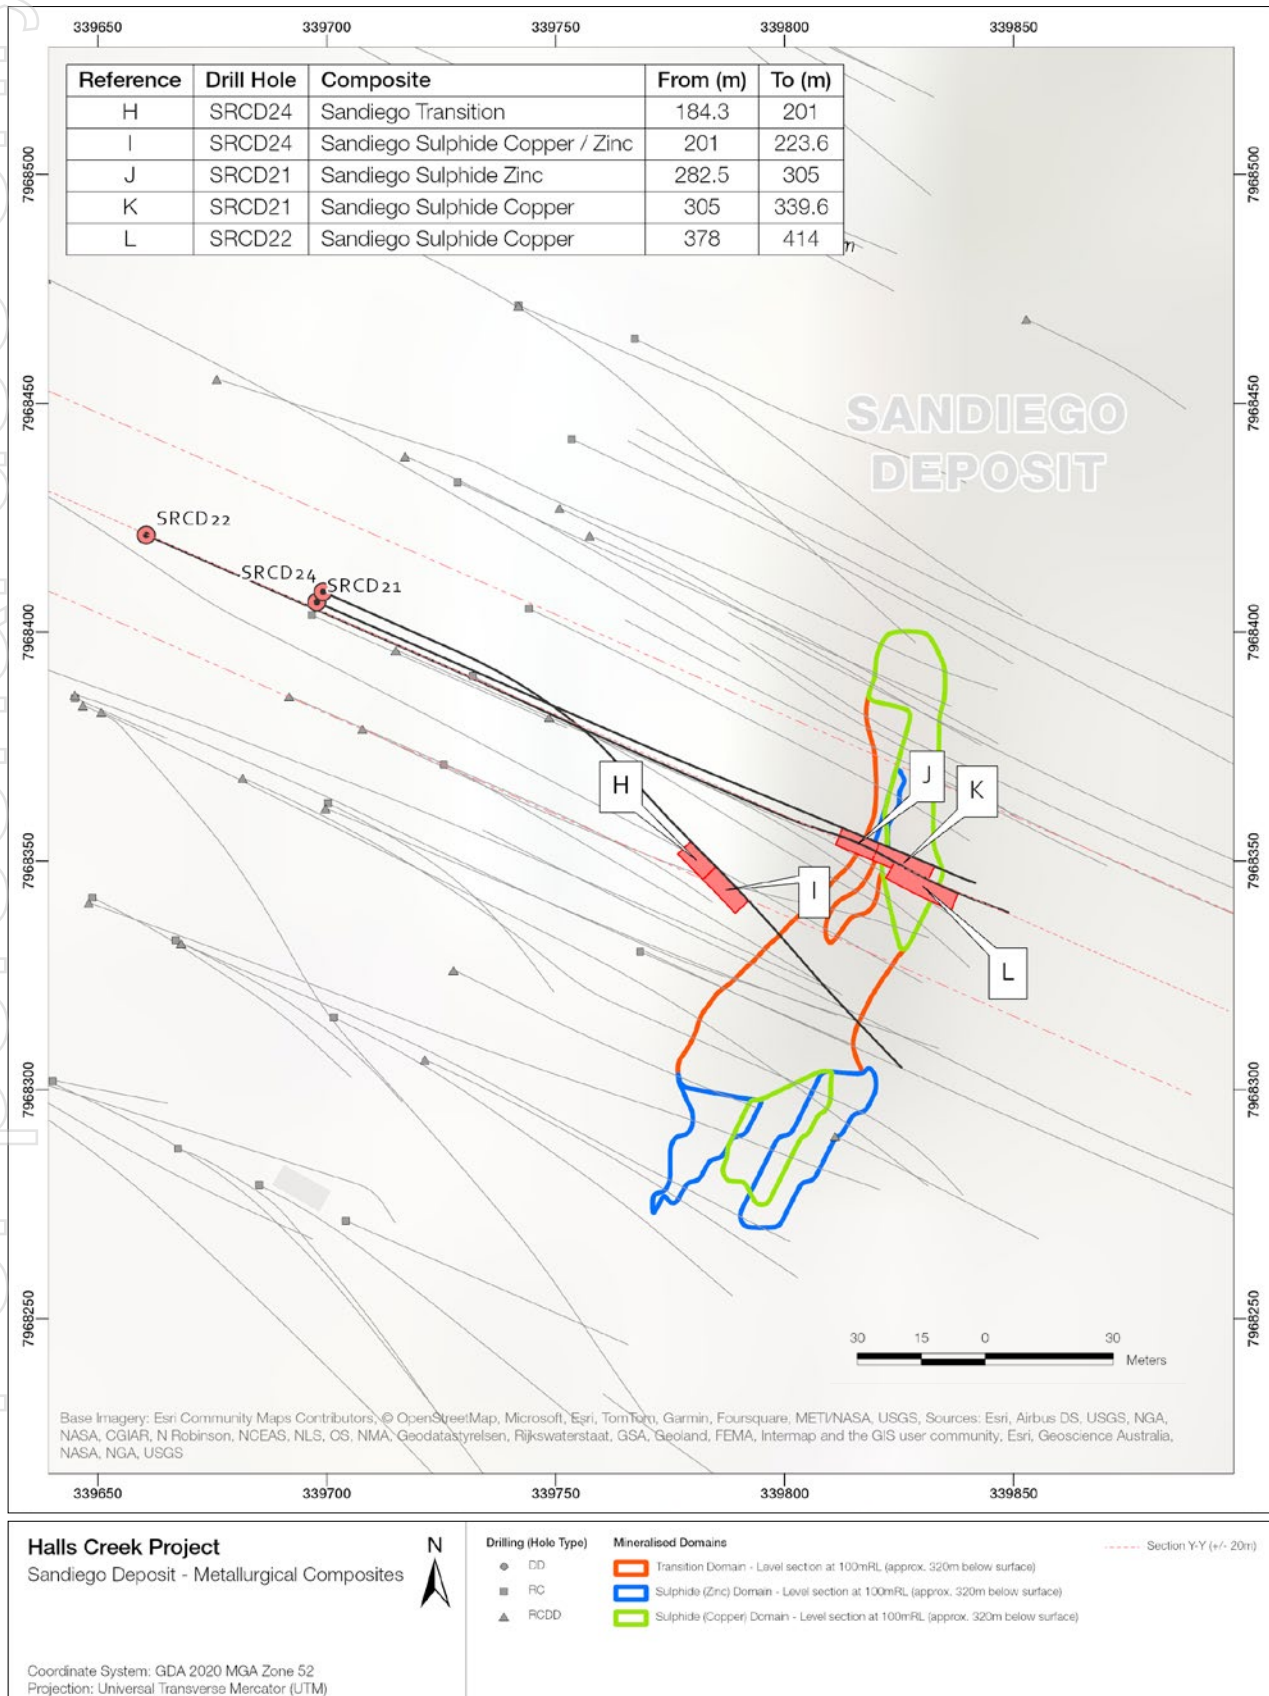 339650 339700 339750 339800 339850
Reference Drill Hole Composite From (m) To (m)
H SRCD24 Sandiego Transition 184.3 201
I SRCD24 Sandiego Sulphide Copper / Zinc 201 223.6
J SRCD21 Sandiego Sulphide Zinc 282.5 305
K SRCD21 Sandiego Sulphide Copper 305 339.6
L SRCD22 Sandiego Sulphide Copper 378 414
m
7968500 7968500
7968450 7968450
SANDIEGO
DEPOSIT
SRCD22
SRCD24 SRCD21
7968400 7968400
H
J
K
7968350 7968350
I
L
7968300 7968300
7968250 7968250
30 15 0 30
Meters
Base Imagery: Esri Community Maps Contributors, © OpenStreetMap, Microsoft, Esri, TomTom, Garmin, Foursquare, METI/NASA, USGS, Sources: Esri, Airbus DS, USGS, NGA,
NASA, CGIAR, N Robinson, NCEAS, NLS, OS, NMA, Geodatastyrelsen, Rijkswaterstaat, GSA, Geoland, FEMA, Intermap and the GIS user community, Esri, Geoscience Australia,
NASA, NGA, USGS
339650 339700 339750 339800 339850
Halls Creek Project
Sandiego Deposit - Metallurgical Composites
N
Coordinate System: GDA 2020 MGA Zone 52
Projection: Universal Transverse Mercator (UTM)
Drilling (Hole Type)
DD
RC
RCDD
Mineralised Domains
Transition Domain - Level section at 100mRL (approx. 320m below surface)
Sulphide (Zinc) Domain - Level section at 100mRL (approx. 320m below surface)
Sulphide (Copper) Domain - Level section at 100mRL (approx. 320m below surface)
Section Y-Y (+/- 20m)